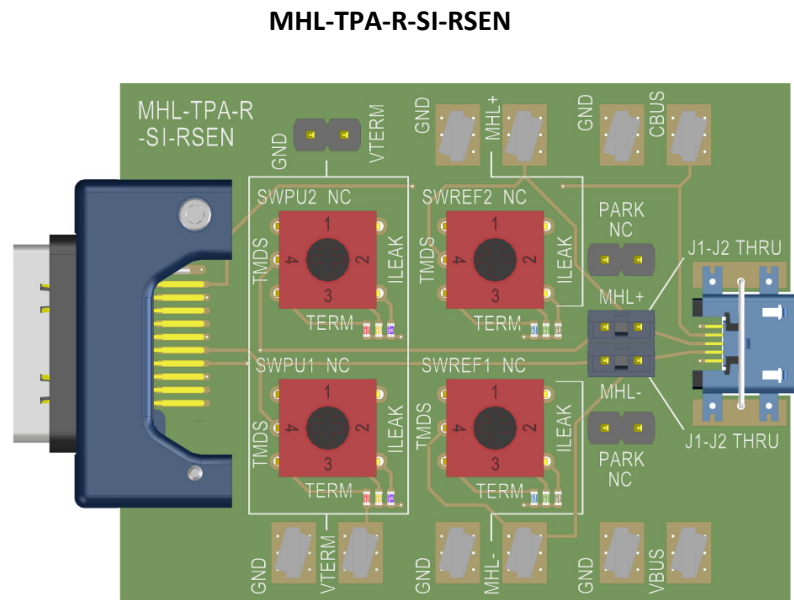 MHL-TPA-R-SI-RSEN
MHL-TPA-R
-SI-RSEN
GND
VTERM
GND
MHL+
GND
CBUS
SWPU2 NC
TMDS
1
2
3
4
ILEAK
TERM
SWREF2 NC
TMDS
1
2
3
4
ILEAK
TERM
PARK
NC
J1-J2 THRU
MHL+
SWPU1 NC
TMDS
1
2
3
4
ILEAK
TERM
SWREF1 NC
TMDS
1
2
3
4
ILEAK
TERM
MHL-
J1-J2 THRU
PARK
NC
GND
VTERM
GND
MHL-
GND
VBUS